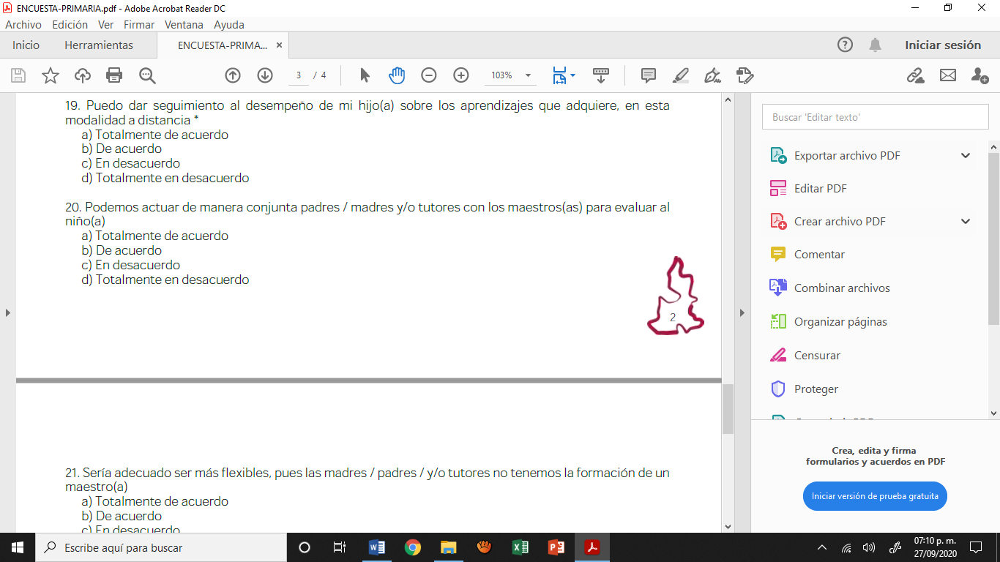 ENCUESTA-PRIMARIA.pdf - Adobe Acrobat Reader DC
Archivo Edición Ver Firmar Ventana Ayuda
Inicio Herramientas ENCUESTA-PRIMA... × Iniciar sesión
3 / 4 103%
19. Puedo dar seguimiento al desempeño de mi hijo(a) sobre los aprendizajes que adquiere, en esta
modalidad a distancia *
a) Totalmente de acuerdo
b) De acuerdo
c) En desacuerdo
d) Totalmente en desacuerdo
20. Podemos actuar de manera conjunta padres / madres y/o tutores con los maestros(as) para evaluar al
niño(a)
a) Totalmente de acuerdo
b) De acuerdo
c) En desacuerdo
d) Totalmente en desacuerdo
2
21. Sería adecuado ser más flexibles, pues las madres / padres / y/o tutores no tenemos la formación de un
maestro(a)
a) Totalmente de acuerdo
b) De acuerdo
c) En desacuerdo
Buscar 'Editar texto'
Exportar archivo PDF
Editar PDF
Crear archivo PDF
Comentar
Combinar archivos
Organizar páginas
Censurar
Proteger
Crea, edita y firma
formularios y acuerdos en PDF
Iniciar versión de prueba gratuita
Escribe aquí para buscar
07:10 p. m.
27/09/2020